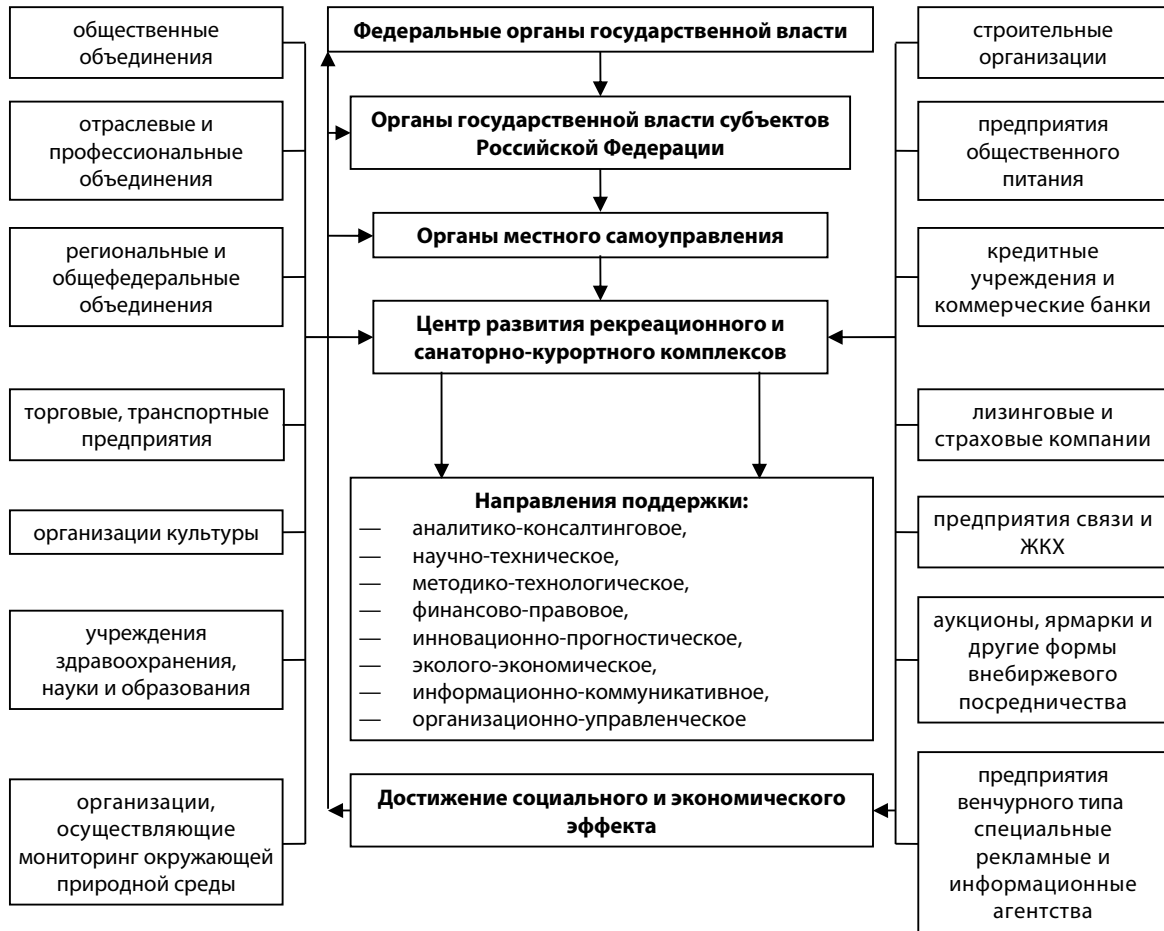 общественные
объединения
отраслевые и
профессиональные
объединения
региональные и
общефедеральные
объединения
торговые, транспортные
предприятия
организации культуры
учреждения
здравоохранения,
науки и образования
организации,
осуществляющие
мониторинг окружающей
природной среды
Федеральные органы государственной власти
Органы государственной власти субъектов
Российской Федерации
Органы местного самоуправления
Центр развития рекреационного и
санаторно-курортного комплексов
Направления поддержки:
— аналитико-консалтинговое,
— научно-техническое,
— методико-технологическое,
— финансово-правовое,
— инновационно-прогностическое,
— эколого-экономическое,
— информационно-коммуникативное,
— организационно-управленческое
Достижение социального и экономического
эффекта
строительные
организации
предприятия
общественного
питания
кредитные
учреждения и
коммерческие банки
лизинговые и
страховые компании
предприятия связи и
ЖКХ
аукционы, ярмарки и
другие формы
внебиржевого
посредничества
предприятия
венчурного типа
специальные
рекламные и
информационные
агентства